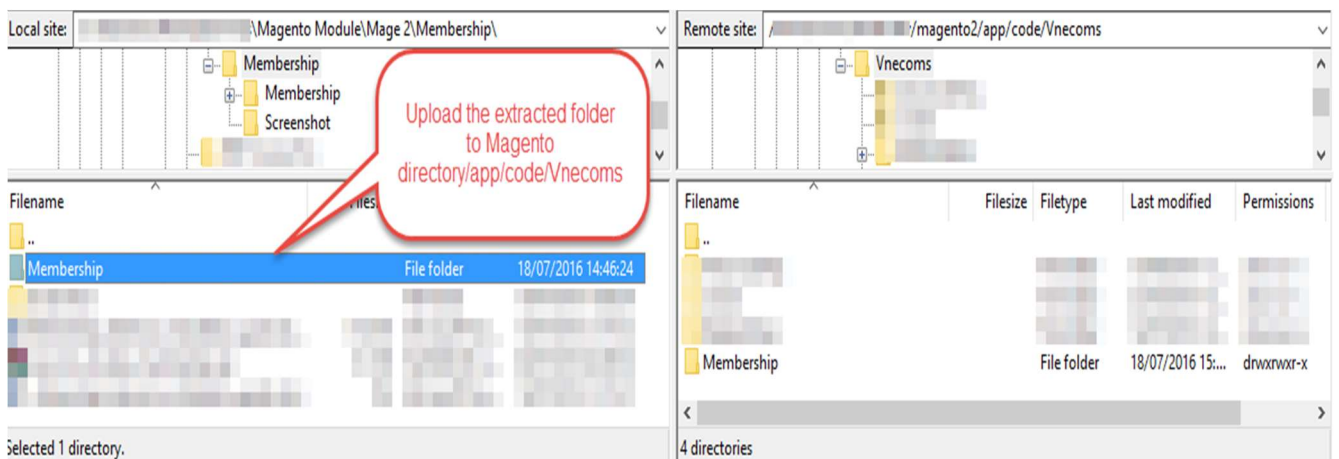 Local site: \Magento Module\Mage 2\Membership\
Membership
Membership
Screenshot
Upload the extracted folder
to Magento
directory/app/code/Vnecoms
Filename
..
Membership File folder 18/07/2016 14:46:24
Selected 1 directory.
Remote site: /magento2/app/code/Vnecoms
Vnecoms
Filename Filesize Filetype Last modified Permissions
..
Membership File folder 18/07/2016 15:... drwxrwxr-x
4 directories